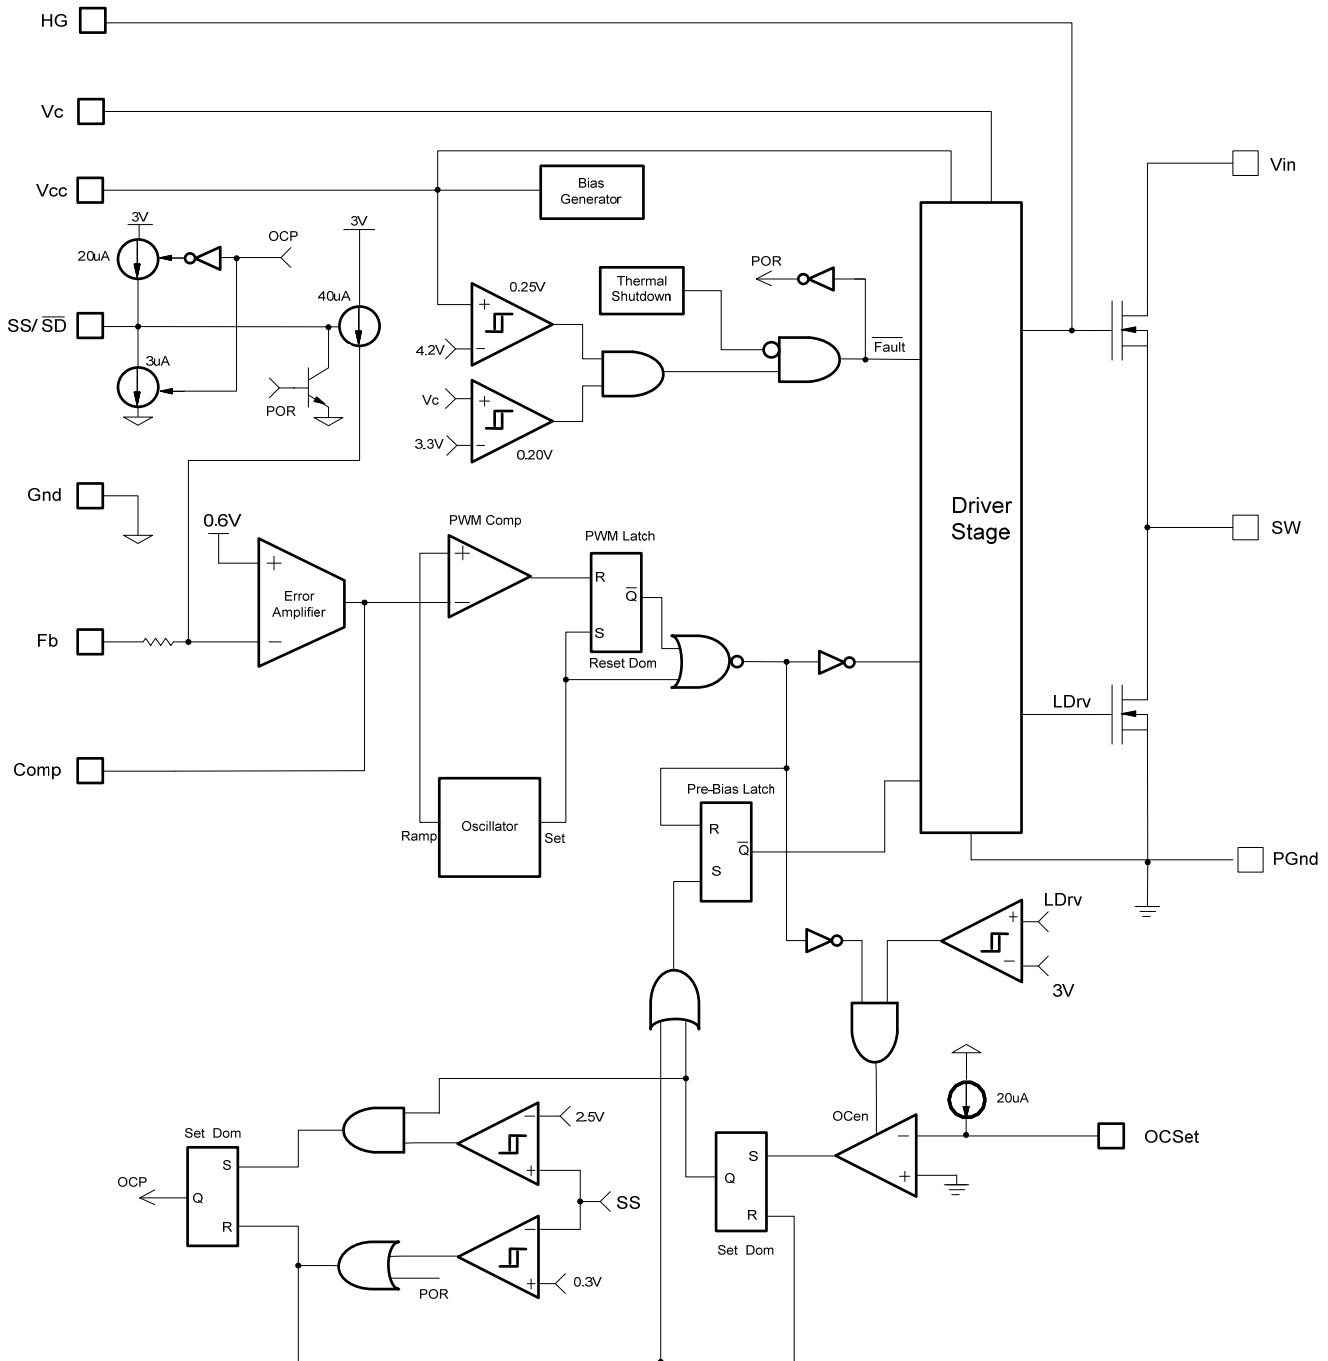 HG
Vc
Vcc
Vin
Bias
Generator
3V
3V
OCP
20uA
40uA
0.25V
Thermal
Shutdown
POR
SS/SD
4.2V
Fault
3uA
Vc
POR
3.3V
0.20V
Gnd
Driver
Stage
SW
0.6V
PWM Comp
PWM Latch
+
−
+
−
+
−
R
Q
S
Reset Dom
Error
Amplifier
+
−
+
−
Fb
LDrv
Comp
Pre-Bias Latch
Ramp
Oscillator
Set
R
Q
S
PGnd
LDrv
+
−
3V
20uA
OCen
OCSet
−
+
2.5V
−
+
Set Dom
S
Q
R
OCP
SS
S
Q
R
Set Dom
−
+
0.3V
POR